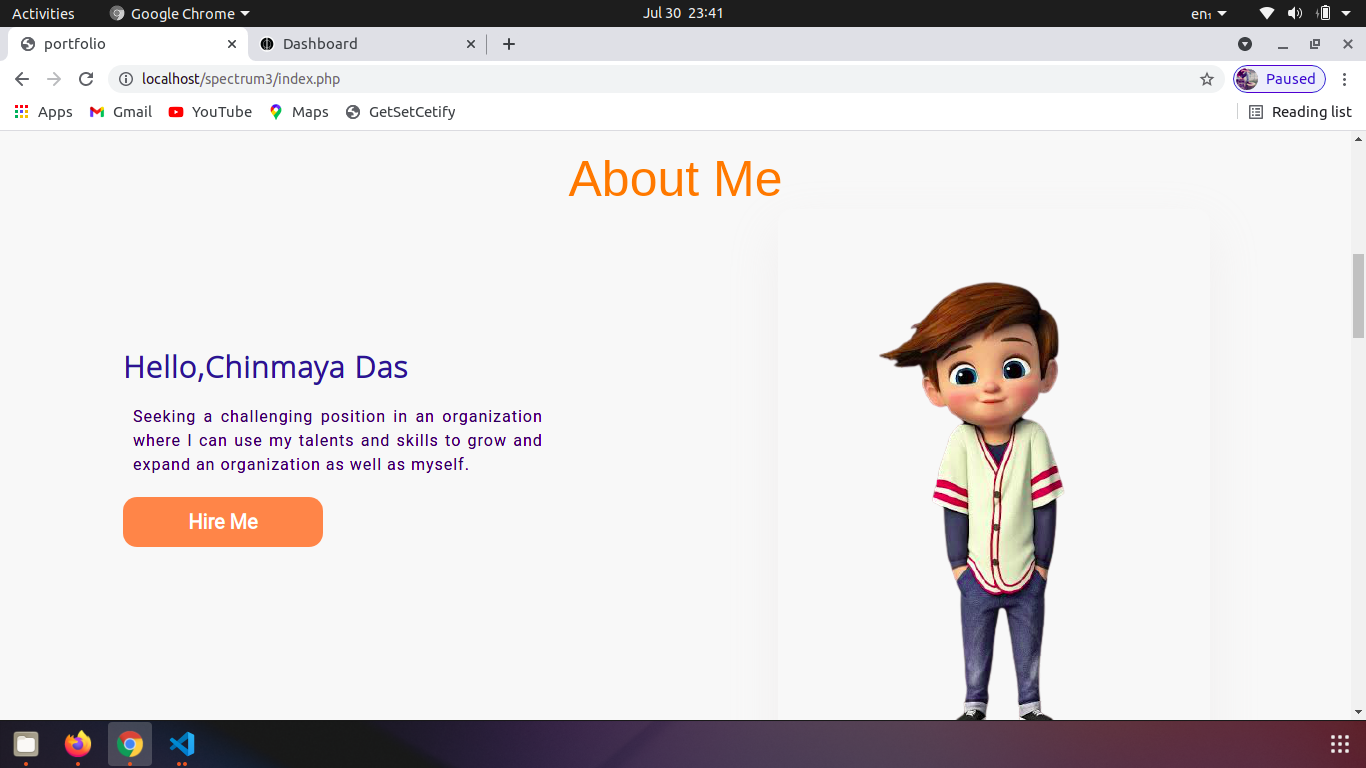 Activities Google Chrome Jul 30 23:41 en₁
portfolio Dashboard
localhost/spectrum3/index.php Paused
Apps Gmail YouTube Maps GetSetCetify Reading list
About Me
Hello,Chinmaya Das
Seeking a challenging position in an organization
where I can use my talents and skills to grow and
expand an organization as well as myself.
Hire Me